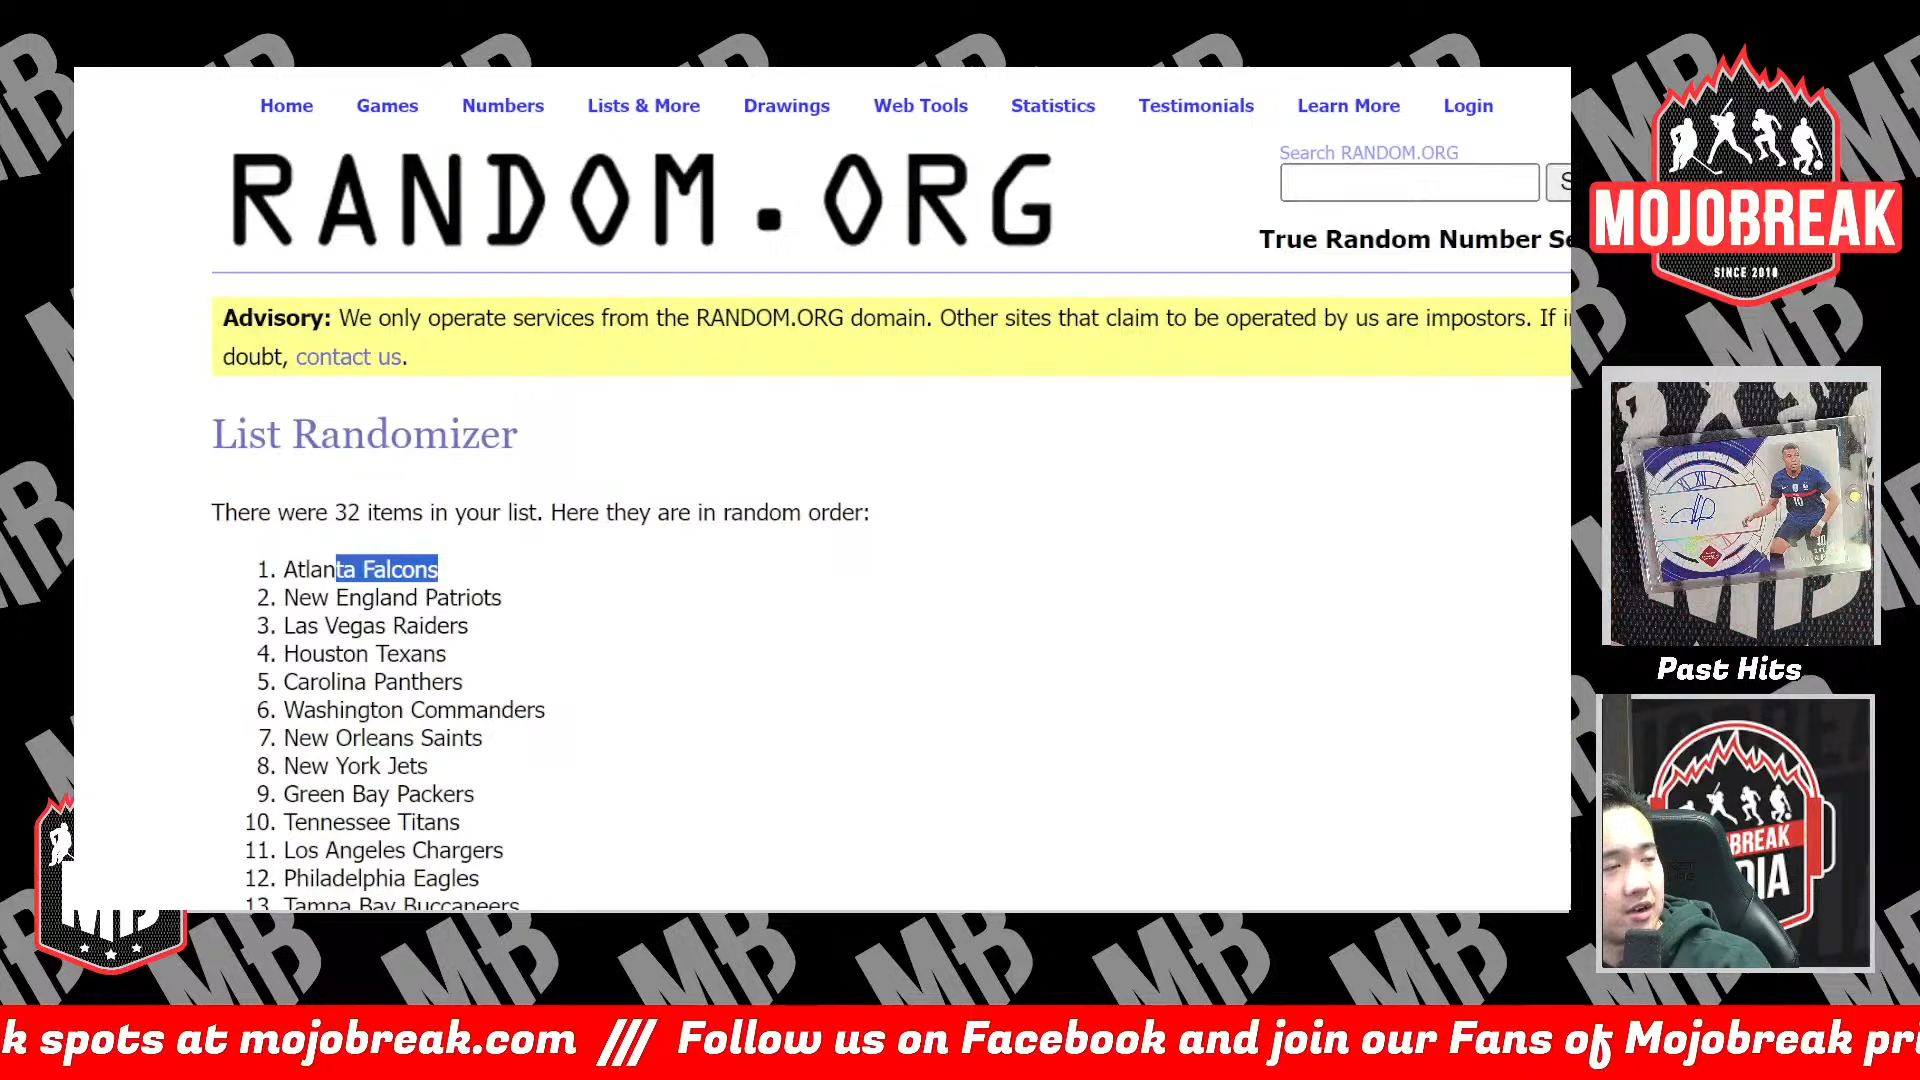 Home Games Numbers Lists & More Drawings Web Tools Statistics Testimonials Learn More Login
RANDOM.ORG
Search RANDOM.ORG
True Random Number Se
Advisory: We only operate services from the RANDOM.ORG domain. Other sites that claim to be operated by us are impostors. If in
doubt, contact us.
List Randomizer
There were 32 items in your list. Here they are in random order:
1. Atlanta Falcons
2. New England Patriots
3. Las Vegas Raiders
4. Houston Texans
5. Carolina Panthers
6. Washington Commanders
7. New Orleans Saints
8. New York Jets
9. Green Bay Packers
10. Tennessee Titans
11. Los Angeles Chargers
12. Philadelphia Eagles
13. Tampa Bay Buccaneers
MOJOBREAK
SINCE 2010
Past Hits
BREAK
DIA
MB
k spots at mojobreak.com /// Follow us on Facebook and join our Fans of Mojobreak pri